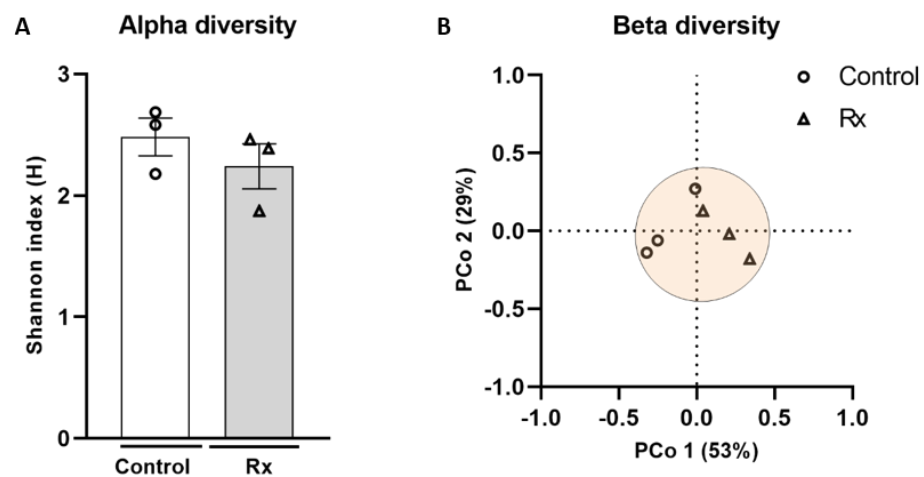 A
Alpha diversity
Shannon index (H)
3
2
1
0
Control
Rx
B
Beta diversity
PCo 2 (29%)
1.0
0.5
0.0
-0.5
-1.0
-1.0 -0.5 0.0 0.5 1.0
PCo 1 (53%)
Control
Rx